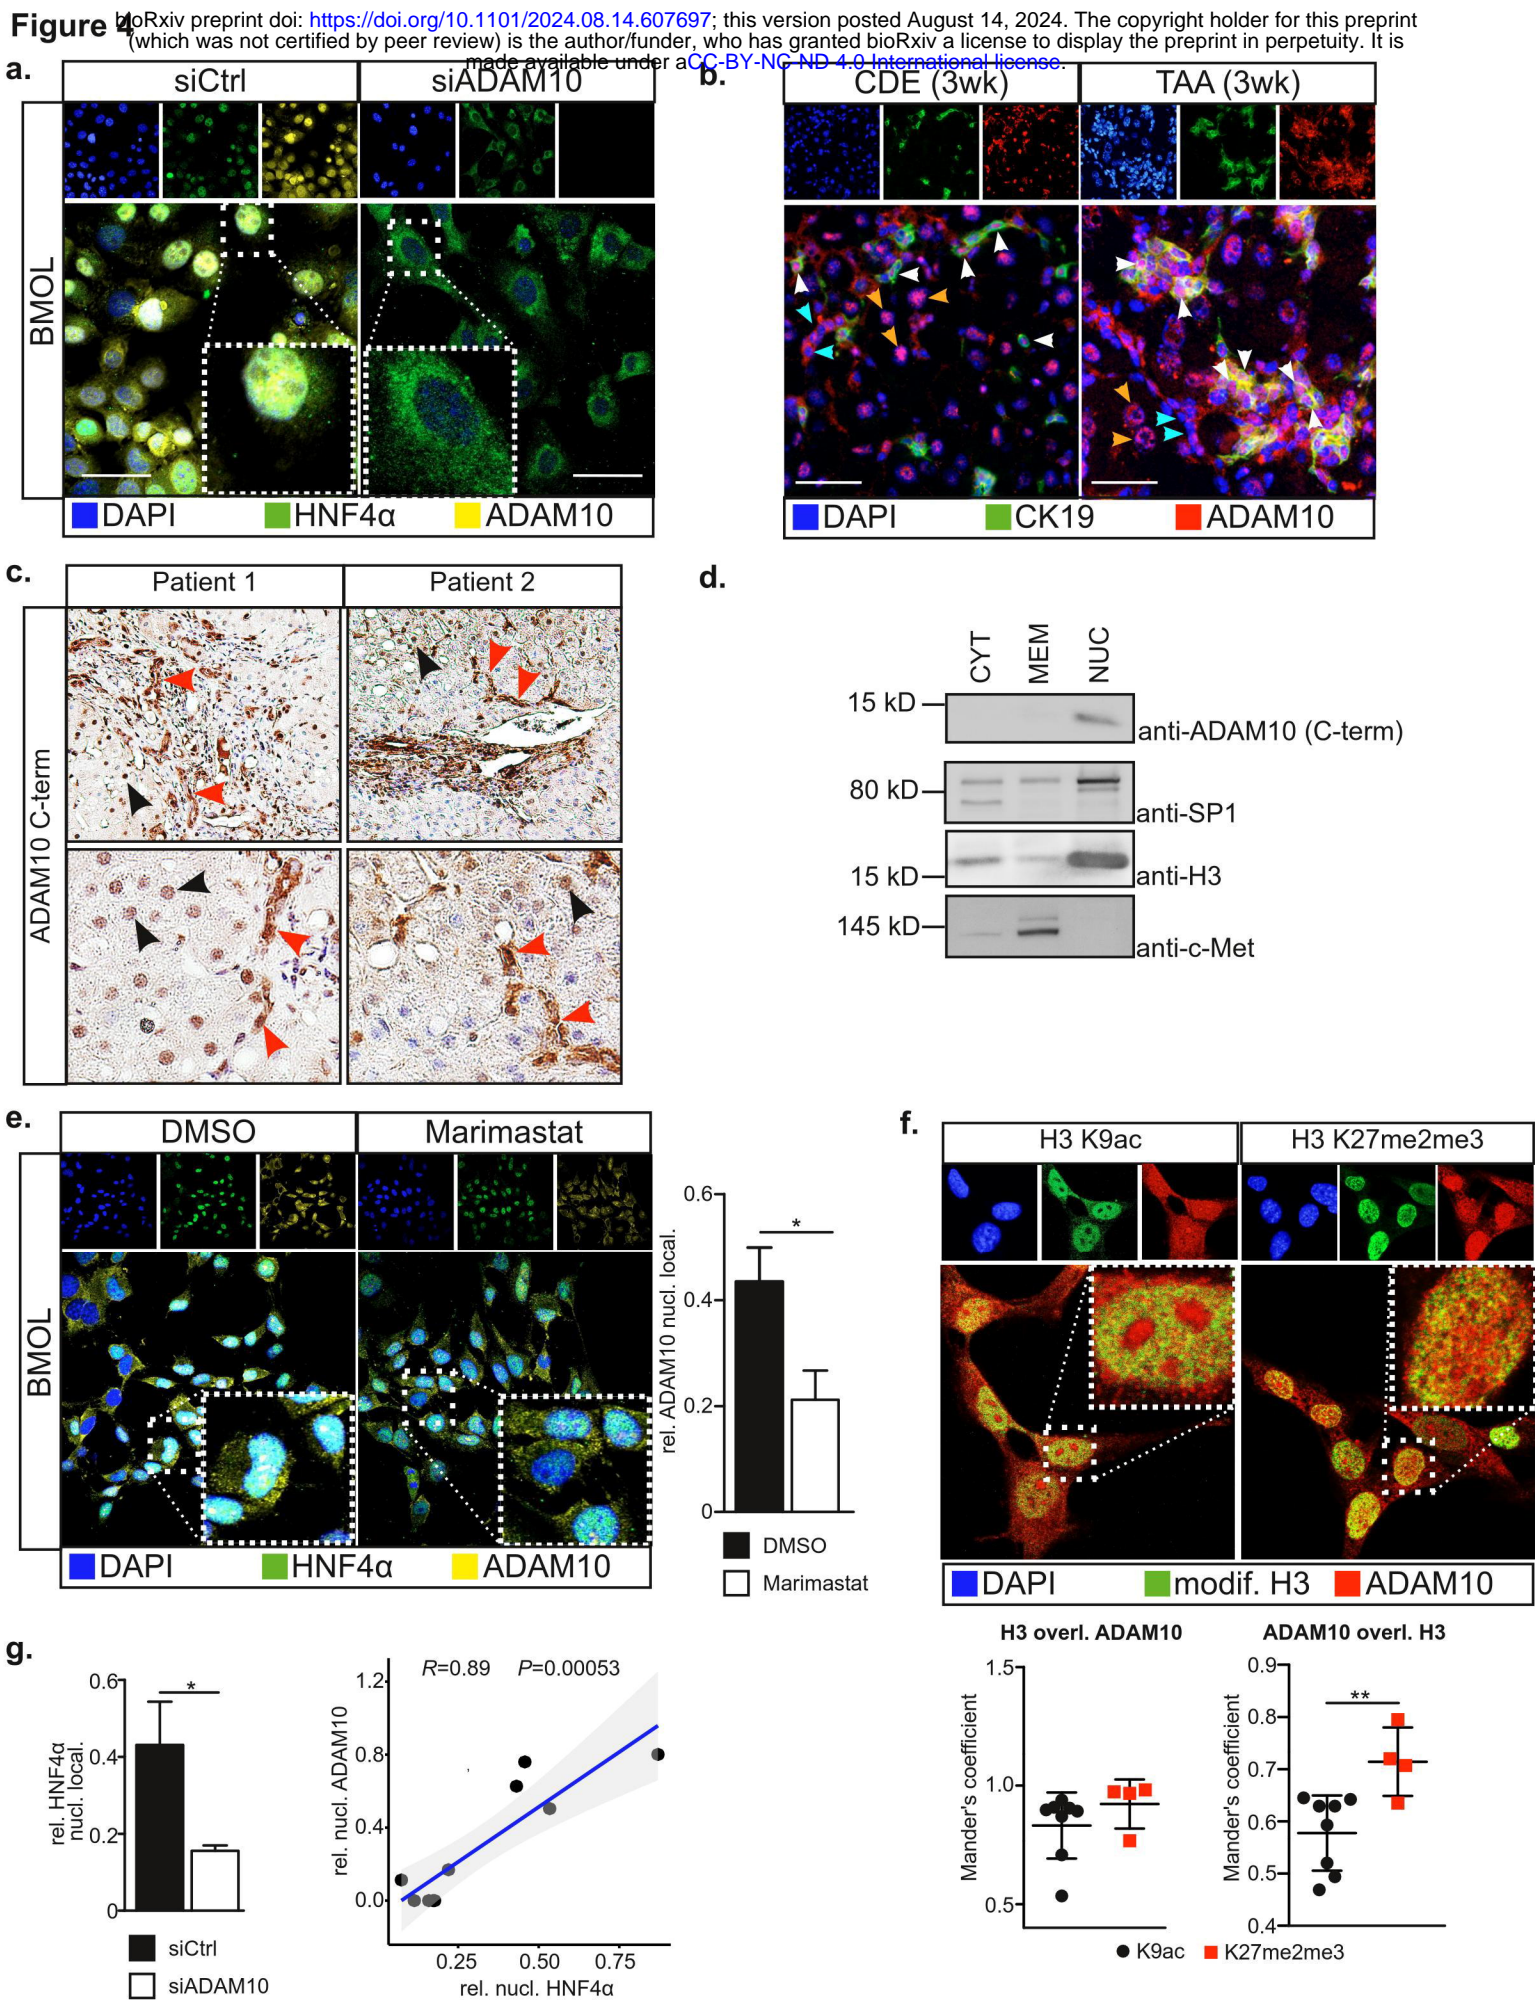 Figure 4
bioRxiv preprint doi: https://doi.org/10.1101/2024.08.14.607697; this version posted August 14, 2024. The copyright holder for this preprint
(which was not certified by peer review) is the author/funder, who has granted bioRxiv a license to display the preprint in perpetuity. It is
made available under aCC-BY-NC-ND 4.0 International license.
a.
siCtrl
siADAM10
BMOL
DAPI
HNF4α
ADAM10
b.
CDE (3wk)
TAA (3wk)
DAPI
CK19
ADAM10
c.
Patient 1
Patient 2
ADAM10 C-term
d.
CYT
MEM
NUC
15 kD
anti-ADAM10 (C-term)
80 kD
anti-SP1
15 kD
anti-H3
145 kD
anti-c-Met
e.
DMSO
Marimastat
BMOL
DAPI
HNF4α
ADAM10
rel. ADAM10 nucl. local.
0.6
0.4
0.2
0
*
DMSO
Marimastat
f.
H3 K9ac
H3 K27me2me3
DAPI
modif. H3
ADAM10
H3 overl. ADAM10
Mander's coefficient
1.5
1.0
0.5
ADAM10 overl. H3
Mander's coefficient
0.9
0.8
0.7
0.6
0.5
0.4
**
K9ac
K27me2me3
g.
rel. HNF4α
nucl. local.
0.6
0.4
0.2
0
*
siCtrl
siADAM10
R=0.89
P=0.00053
rel. nucl. ADAM10
1.2
0.8
0.4
0.0
0.25
0.50
0.75
rel. nucl. HNF4α